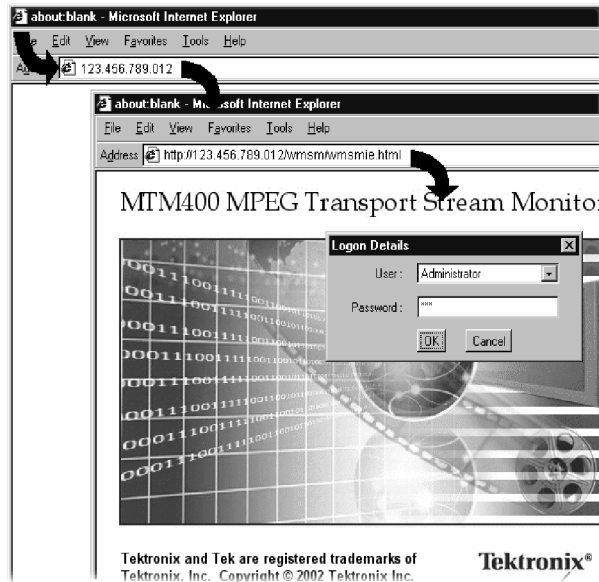 about:blank - Microsoft Internet Explorer
Edit View Favorites Tools Help
123.456.789.012
about:blank - Microsoft Internet Explorer
File Edit View Favorites Tools Help
Address http://123.456.789.012/wmsm/wmsmie.html
MTM400 MPEG Transport Stream Monito
Logon Details
User: Administrator
Password: ***
OK Cancel
Tektronix and Tek are registered trademarks of
Tektronix, Inc. Copyright © 2002 Tektronix Inc.
Tektronix®